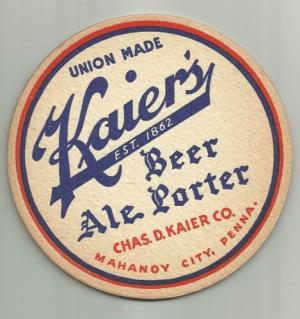 UNION MADE
Kaier's
EST. 1862
Beer
Ale. Porter
CHAS. D. KAIER CO.
MAHANOY CITY, PENNA.